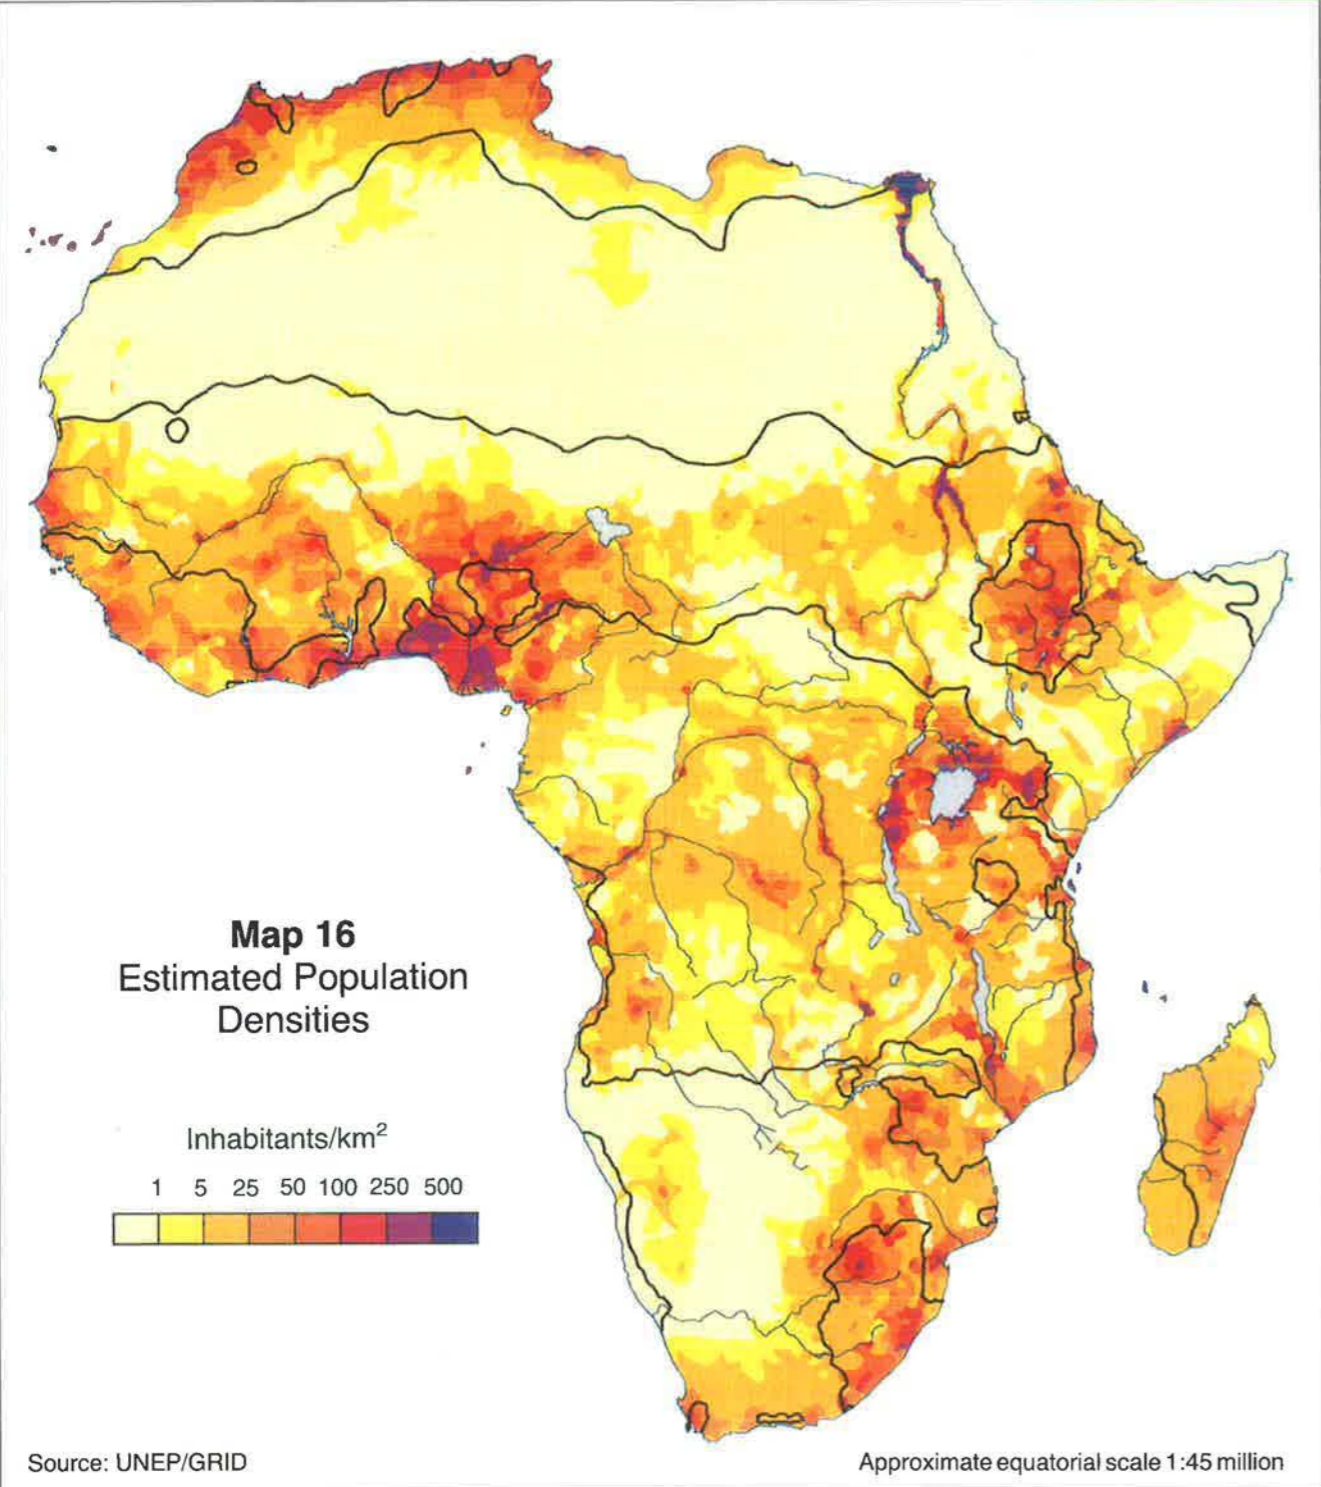 Map 16
Estimated Population
Densities
Inhabitants/km²
1 5 25 50 100 250 500
Source: UNEP/GRID
Approximate equatorial scale 1:45 million